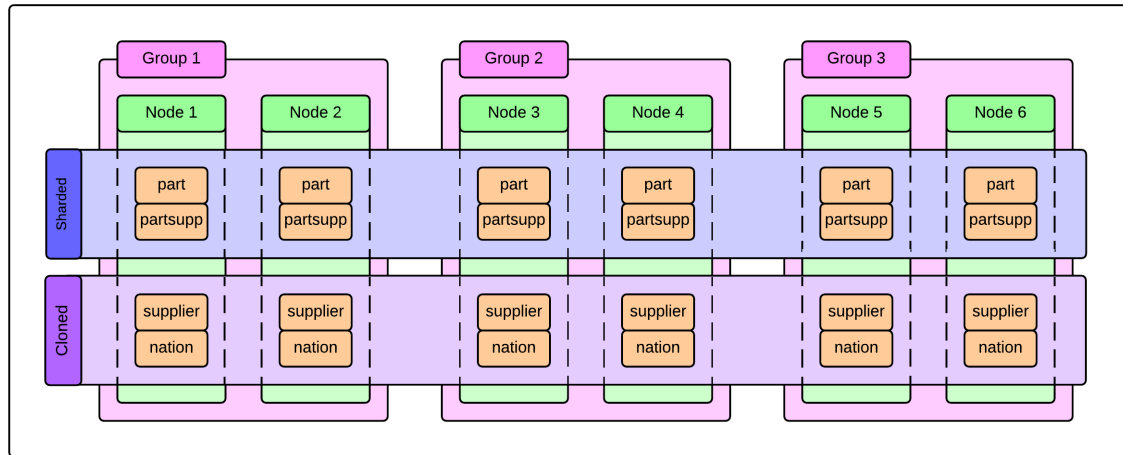 Group 1
Group 2
Group 3
Node 1
Node 2
Node 3
Node 4
Node 5
Node 6
Sharded
part
part
part
part
part
part
partsupp
partsupp
partsupp
partsupp
partsupp
partsupp
Cloned
supplier
supplier
supplier
supplier
supplier
supplier
nation
nation
nation
nation
nation
nation